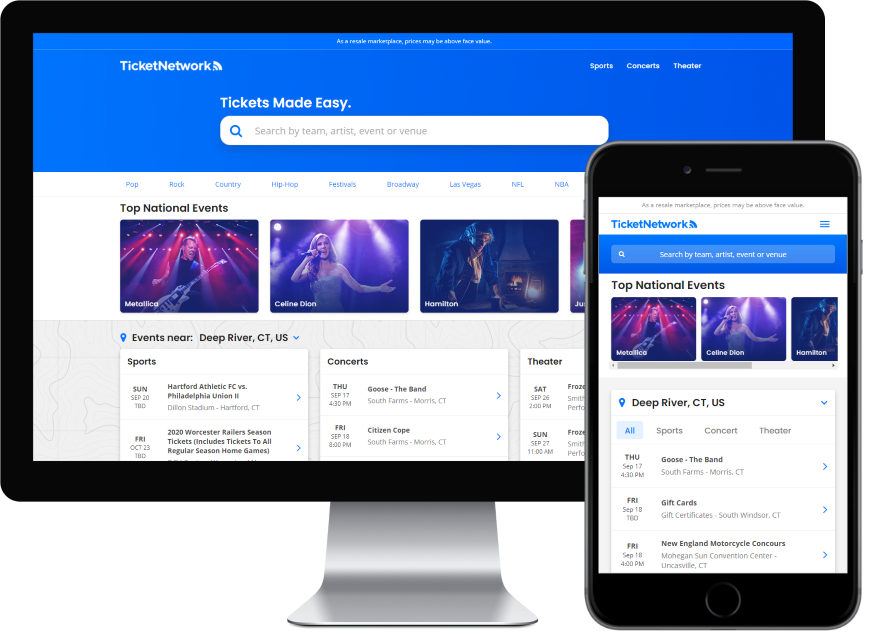 As a resale marketplace, prices may be above face value.
TicketNetwork
Sports Concerts Theater
Tickets Made Easy.
Search by team, artist, event or venue
Pop Rock Country Hip-Hop Festivals Broadway Las Vegas NFL NBA
Top National Events
Metallica
Celine Dion
Hamilton
Events near: Deep River, CT, US
Sports
SUN
SEP 20
TBD
Hartford Athletic FC vs.
Philadelphia Union II
Dillon Stadium - Hartford, CT
FRI
OCT 23
TBD
2020 Worcester Railers Season
Tickets (Includes Tickets To All
Regular Season Home Games)
Concerts
THU
SEP 17
4:30 PM
Goose - The Band
South Farms - Morris, CT
FRI
SEP 18
8:00 PM
Citizen Cope
South Farms - Morris, CT
Theater
SAT
SEP 26
2:00 PM
Froze
Smith
Perfo
SUN
SEP 27
11:00 AM
Froze
Smith
Perfo
As a resale marketplace, prices may be above face value.
TicketNetwork
Search by team, artist, event or venue
Top National Events
Metallica
Celine Dion
Hamilton
Deep River, CT, US
All Sports Concert Theater
THU
Sep 17
4:30 PM
Goose - The Band
South Farms - Morris, CT
FRI
Sep 18
TBD
Gift Cards
Gift Certificates - South Windsor, CT
FRI
Sep 18
4:00 PM
New England Motorcycle Concours
Mohegan Sun Convention Center -
Uncasville, CT